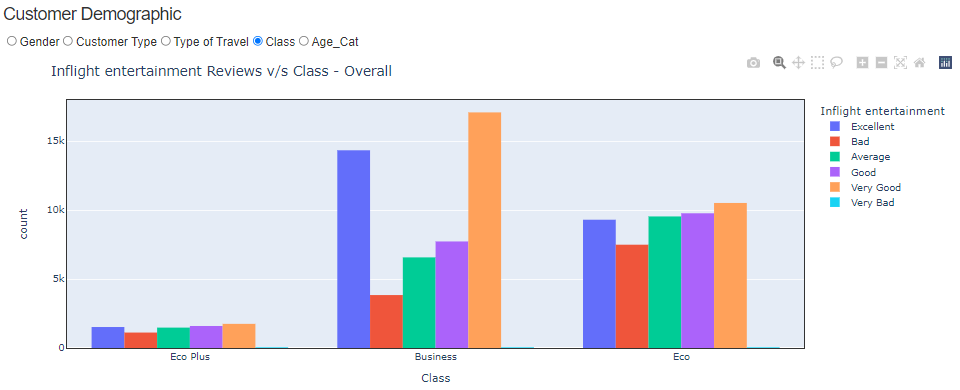 Customer Demographic
Gender Customer Type Type of Travel Class Age_Cat
Inflight entertainment Reviews v/s Class - Overall
Inflight entertainment
Excellent
Bad
Average
Good
Very Good
Very Bad
15k
10k
5k
0
count
Eco Plus Business Eco
Class